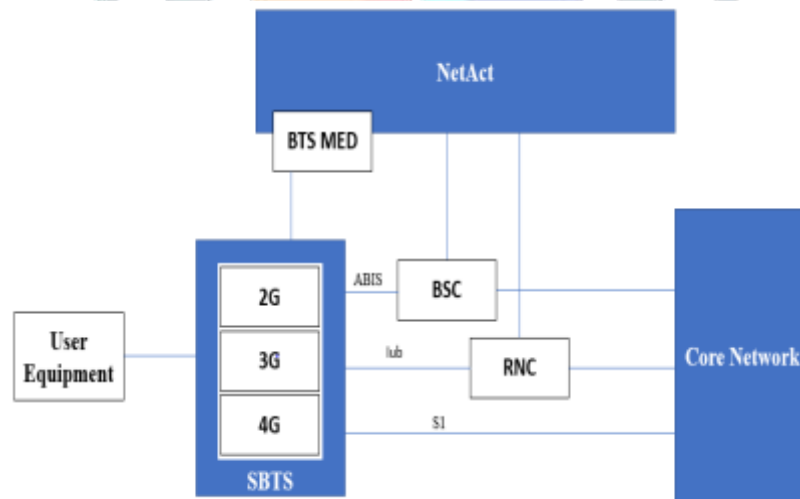 NetAct
BTS MED
2G
3G
4G
SBTS
User
Equipment
ABIS
BSC
Iub
RNC
S1
Core Network